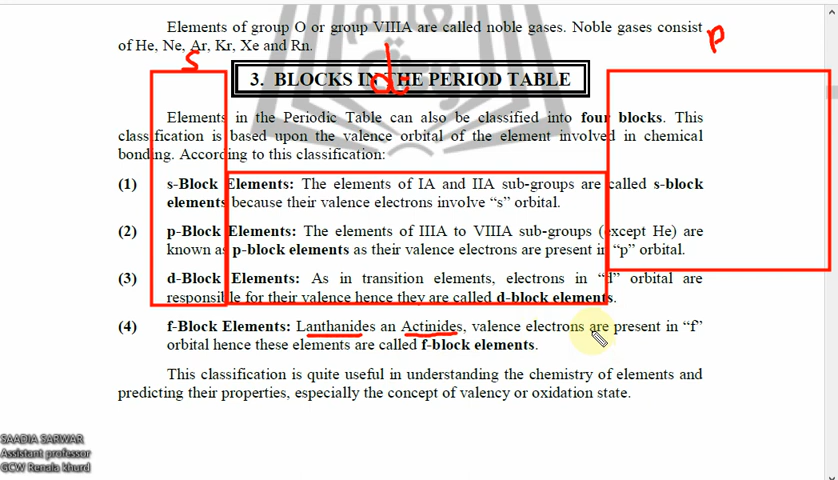 Elements of group O or group VIIIA are called noble gases. Noble gases consist
of He, Ne, Ar, Kr, Xe and Rn.
s
d
p
3. BLOCKS IN THE PERIOD TABLE
Elements in the Periodic Table can also be classified into four blocks. This
classification is based upon the valence orbital of the element involved in chemical
bonding. According to this classification:
(1) s-Block Elements: The elements of IA and IIA sub-groups are called s-block
elements because their valence electrons involve “s” orbital.
(2) p-Block Elements: The elements of IIIA to VIIIA sub-groups (except He) are
known as p-block elements as their valence electrons are present in “p” orbital.
(3) d-Block Elements: As in transition elements, electrons in “d” orbital are
responsible for their valence hence they are called d-block elements.
(4) f-Block Elements: Lanthanides an Actinides, valence electrons are present in “f”
orbital hence these elements are called f-block elements.
This classification is quite useful in understanding the chemistry of elements and
predicting their properties, especially the concept of valency or oxidation state.
SAADIA SARWAR
Assistant professor
GCW Renala khurd